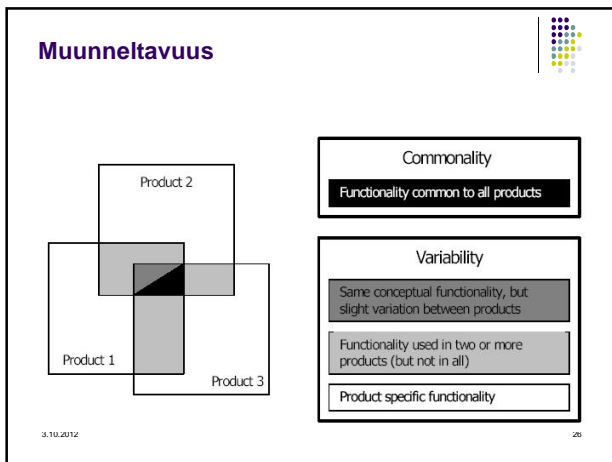 Muunneltavuus
Product 2
Product 1
Product 3
Commonality
Functionality common to all products
Variability
Same conceptual functionality, but
slight variation between products
Functionality used in two or more
products (but not in all)
Product specific functionality
3.10.2012
26